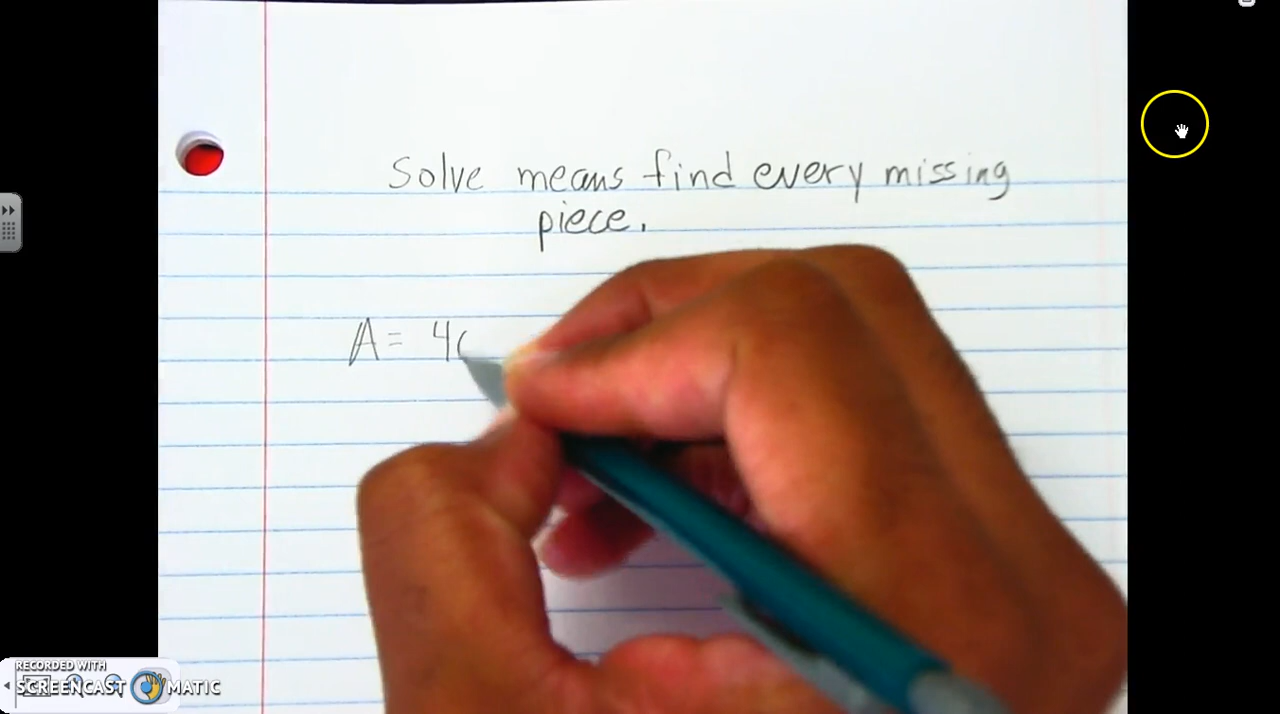 Solve means find every missing
piece.
A = 4
RECORDED WITH
SCREENCAST MATIC